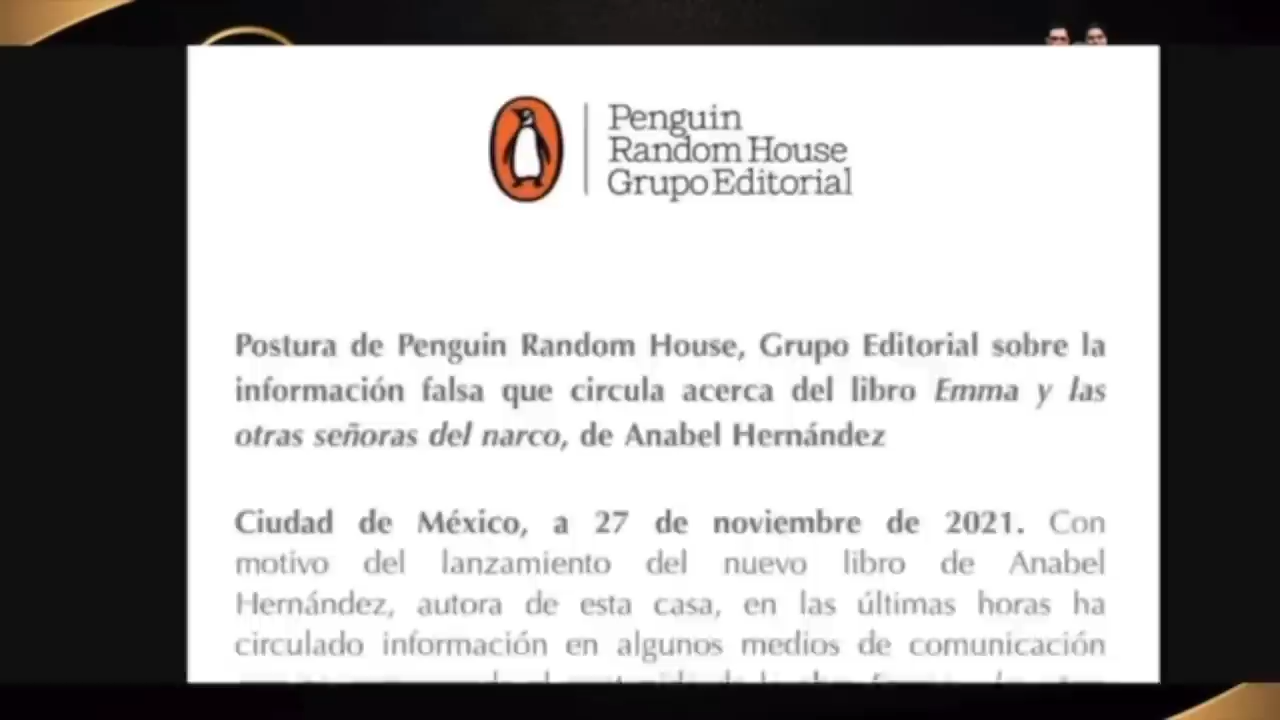 Penguin
Random House
Grupo Editorial
Postura de Penguin Random House, Grupo Editorial sobre la
información falsa que circula acerca del libro Emma y las
otras señoras del narco, de Anabel Hernández
Ciudad de México, a 27 de noviembre de 2021. Con
motivo del lanzamiento del nuevo libro de Anabel
Hernández, autora de esta casa, en las últimas horas ha
circulado información en algunos medios de comunicación